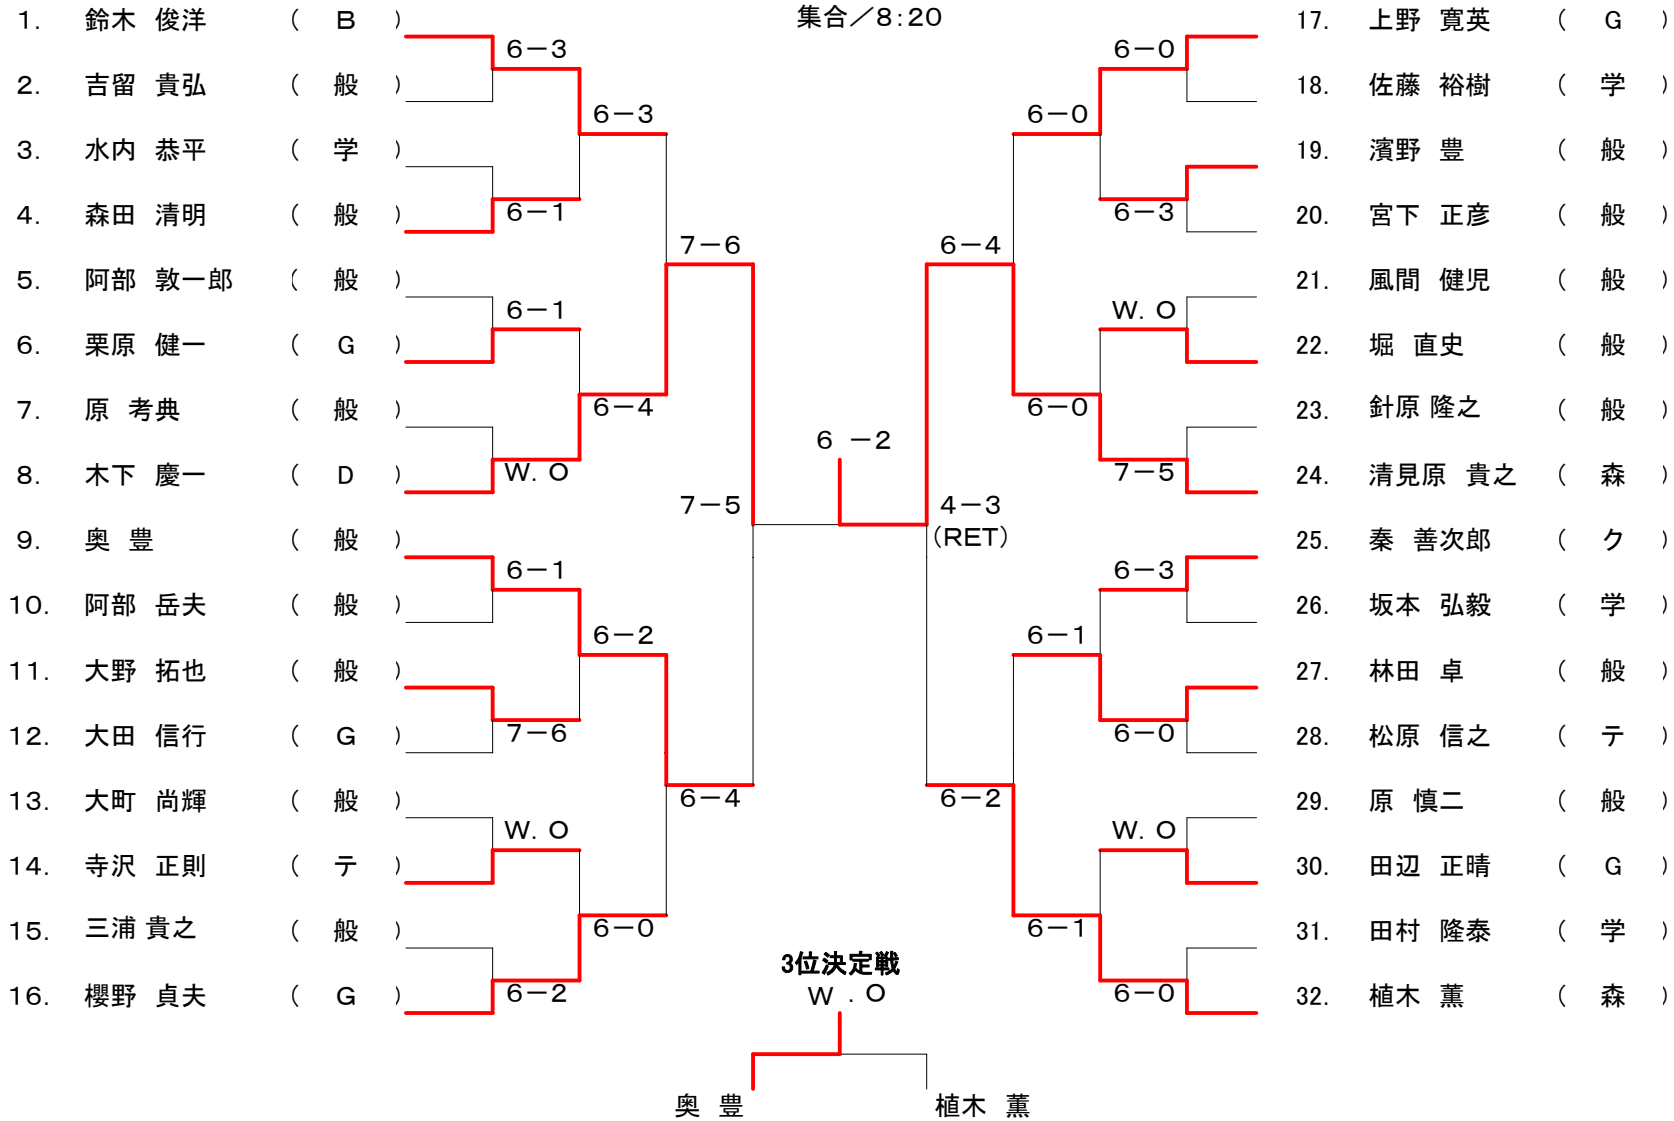 集合／8:20
1. 鈴木 俊洋 ( B )
2. 吉留 貴弘 ( 般 )
3. 水内 恭平 ( 学 )
4. 森田 清明 ( 般 )
5. 阿部 敦一郎 ( 般 )
6. 栗原 健一 ( G )
7. 原 考典 ( 般 )
8. 木下 慶一 ( D )
9. 奥 豊 ( 般 )
10. 阿部 岳夫 ( 般 )
11. 大野 拓也 ( 般 )
12. 大田 信行 ( G )
13. 大町 尚輝 ( 般 )
14. 寺沢 正則 ( テ )
15. 三浦 貴之 ( 般 )
16. 櫻野 貞夫 ( G )
6-3
6-1
6-1
W.O
6-1
7-6
W.O
6-2
6-3
6-4
6-2
6-0
7-6
6-4
7-5
6 -2
4-3
(RET)
6-4
6-2
6-0
6-0
6-1
6-1
6-0
6-3
W.O
7-5
6-3
6-0
W.O
6-0
17. 上野 寛英 ( G )
18. 佐藤 裕樹 ( 学 )
19. 濱野 豊 ( 般 )
20. 宮下 正彦 ( 般 )
21. 風間 健児 ( 般 )
22. 堀 直史 ( 般 )
23. 針原 隆之 ( 般 )
24. 清見原 貴之 ( 森 )
25. 秦 善次郎 ( ク )
26. 坂本 弘毅 ( 学 )
27. 林田 卓 ( 般 )
28. 松原 信之 ( テ )
29. 原 慎二 ( 般 )
30. 田辺 正晴 ( G )
31. 田村 隆泰 ( 学 )
32. 植木 薫 ( 森 )
3位決定戦
W .O
奥 豊
植木 薫